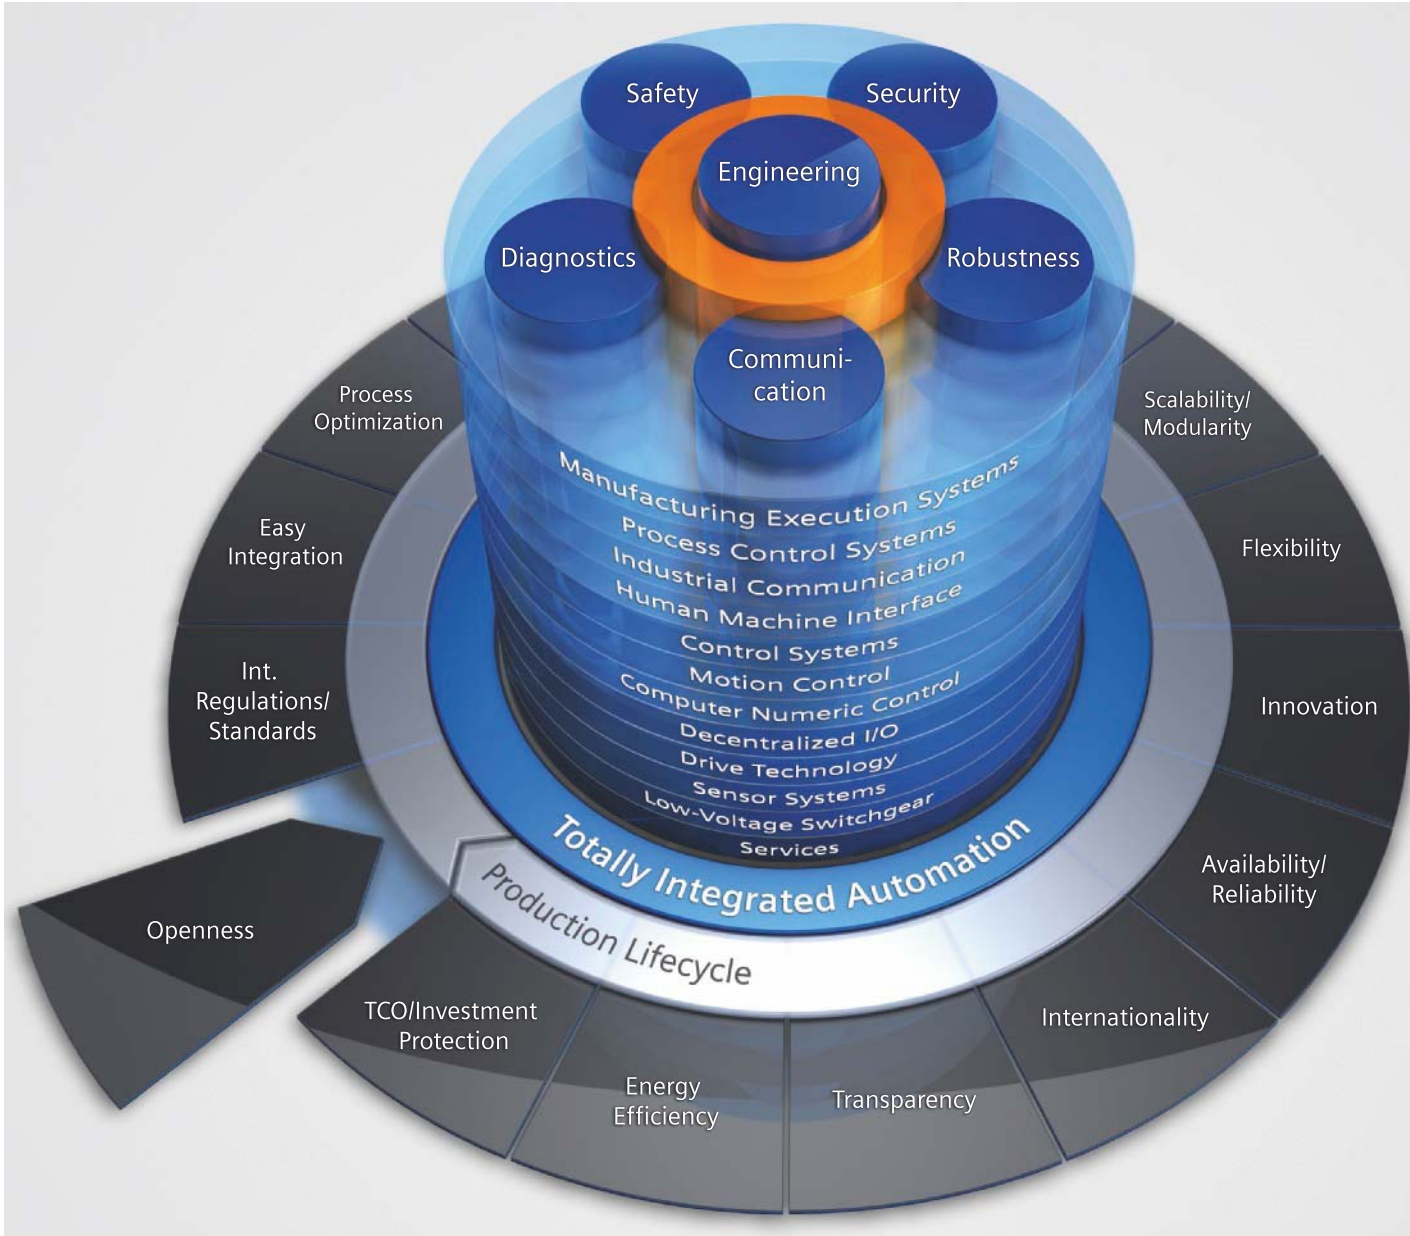 Safety
Security
Engineering
Diagnostics
Robustness
Communi-
cation
Manufacturing Execution Systems
Process Control Systems
Industrial Communication
Human Machine Interface
Control Systems
Motion Control
Computer Numeric Control
Decentralized I/O
Drive Technology
Sensor Systems
Low-Voltage Switchgear
Services
Totally Integrated Automation
Production Lifecycle
Process
Optimization
Easy
Integration
Int.
Regulations/
Standards
Openness
TCO/Investment
Protection
Energy
Efficiency
Transparency
Internationality
Availability/
Reliability
Innovation
Flexibility
Scalability/
Modularity